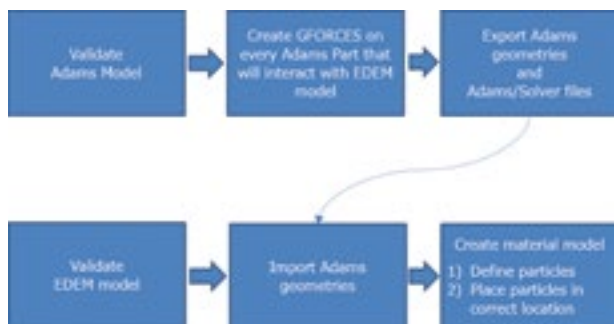 Validate
Adams Model
Create GFORCES on
every Adams Part that
will interact with EDEM
model
Export Adams
geometries
and
Adams/Solver files
Validate
EDEM model
Import Adams
geometries
Create material model
1) Define particles
2) Place particles in
correct location